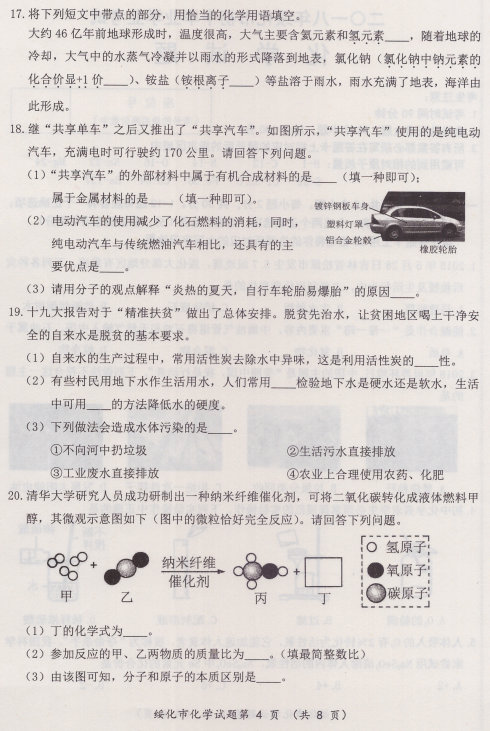 17.将下列短文中带点的部分,用恰当的化学用语填空。
大约46亿年前地球形成时,温度很高,大气主要含氦元素和氢元素____,随着地球的
冷却,大气中的水蒸气冷凝并以雨水的形式降落到地表,氯化钠(氯化钠中钠元素的
化合价显+1价____)、铵盐(铵根离子____)等盐溶于雨水,雨水充满了地表,海洋由
此形成。
18.继“共享单车”之后又推出了“共享汽车”。如图所示,“共享汽车”使用的是纯电动
汽车,充满电时可行驶约170公里。请回答下列问题。
(1)“共享汽车”的外部材料中属于有机合成材料的是____(填一种即可);
属于金属材料的是____(填一种即可)。
(2)电动汽车的使用减少了化石燃料的消耗,同时,
纯电动汽车与传统燃油汽车相比,还具有的主
要优点是____。
镀锌钢板车身
塑料灯罩
铝合金轮毂
橡胶轮胎
(3)请用分子的观点解释“炎热的夏天,自行车轮胎易爆胎”的原因____。
19.十九大报告对于“精准扶贫”做出了总体安排。脱贫先治水,让贫困地区喝上干净安
全的自来水是脱贫的基本要求。
(1)自来水的生产过程中,常用活性炭去除水中异味,这是利用活性炭的____性。
(2)有些村民用地下水作生活用水,人们常用____检验地下水是硬水还是软水,生活
中可用____的方法降低水的硬度。
(3)下列做法会造成水体污染的是____。
①不向河中扔垃圾 ②生活污水直接排放
③工业废水直接排放 ④农业上合理使用农药、化肥
20.清华大学研究人员成功研制出一种纳米纤维催化剂,可将二氧化碳转化成液体燃料甲
醇,其微观示意图如下(图中的微粒恰好完全反应)。请回答下列问题。
+ 纳米纤维 催化剂 +
甲 乙 丙 丁
氢原子
氧原子
碳原子
(1)丁的化学式为____。
(2)参加反应的甲、乙两物质的质量比为____。(填最简整数比)
(3)由该图可知,分子和原子的本质区别是____。
绥化市化学试题第 4 页 (共 8 页)